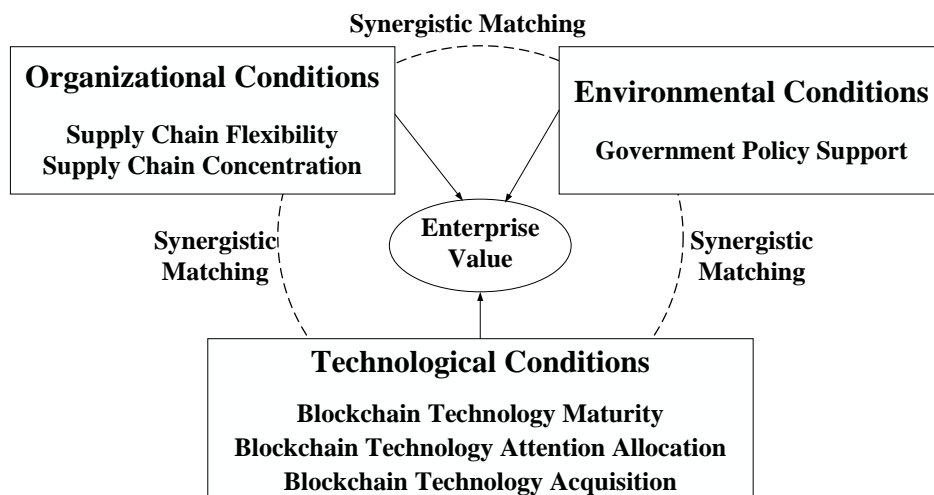 Synergistic Matching
Organizational Conditions
Supply Chain Flexibility
Supply Chain Concentration
Environmental Conditions
Government Policy Support
Enterprise
Value
Synergistic
Matching
Synergistic
Matching
Technological Conditions
Blockchain Technology Maturity
Blockchain Technology Attention Allocation
Blockchain Technology Acquisition